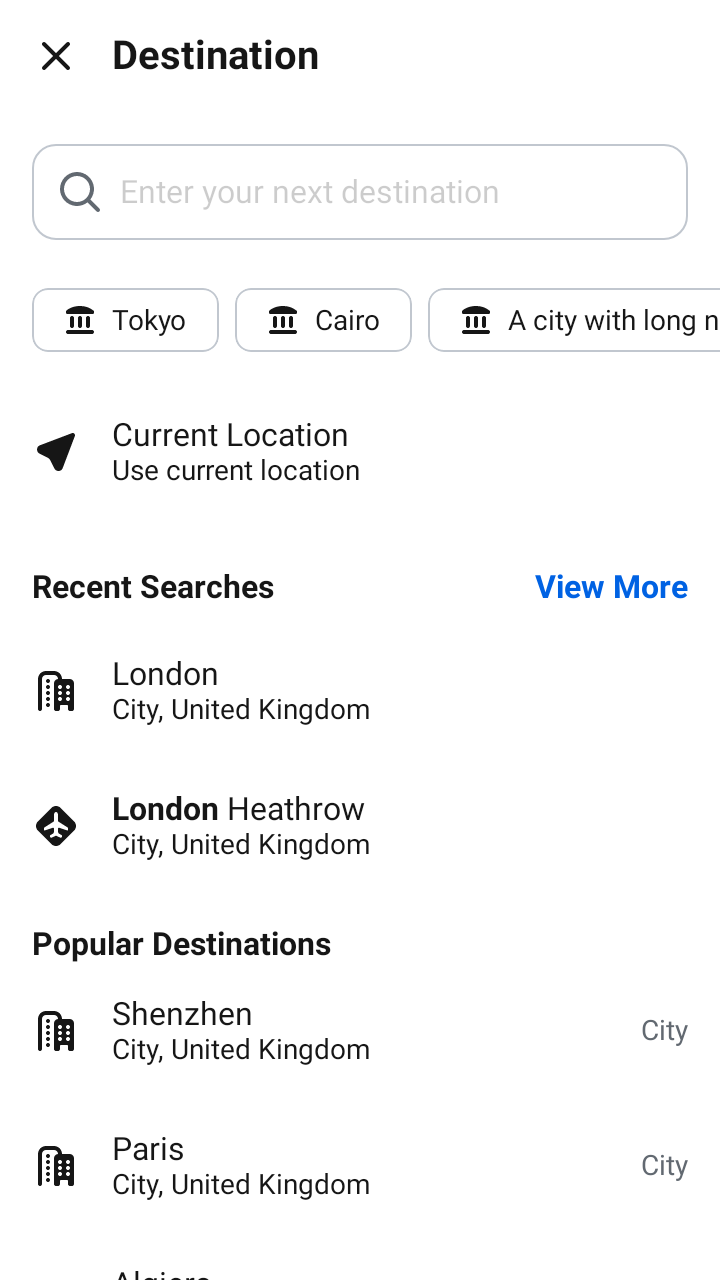 Destination
Enter your next destination
Tokyo
Cairo
A city with long n
Current Location
Use current location
Recent Searches
View More
London
City, United Kingdom
London Heathrow
City, United Kingdom
Popular Destinations
Shenzhen
City, United Kingdom
City
Paris
City, United Kingdom
City
Algiers